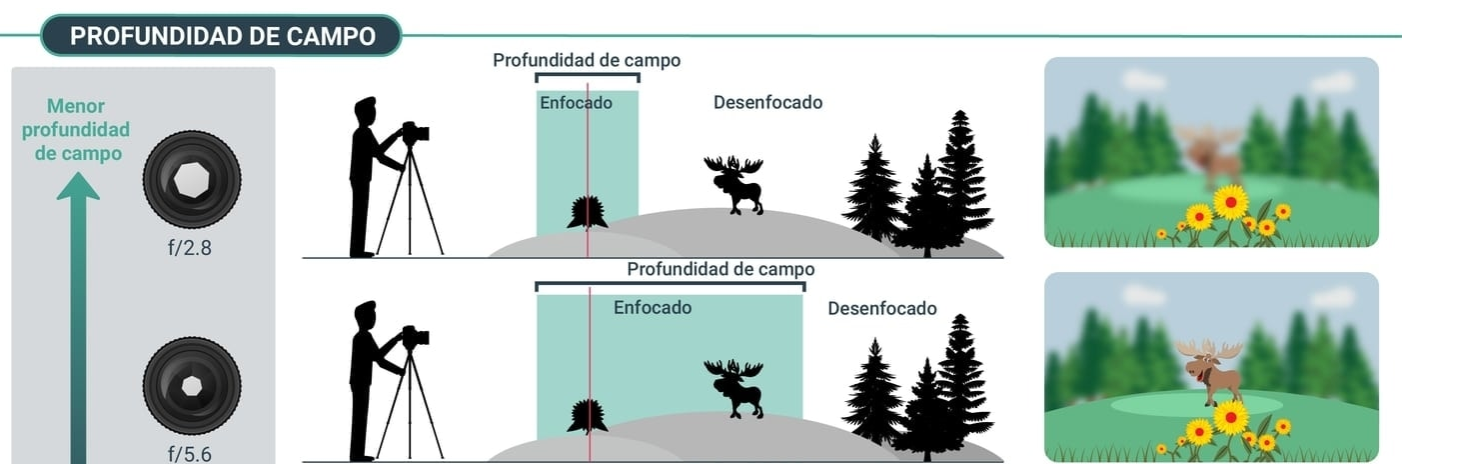 PROFUNDIDAD DE CAMPO
Menor
profundidad
de campo
f/2.8
Profundidad de campo
Enfocado
Desenfocado
f/5.6
Profundidad de campo
Enfocado
Desenfocado